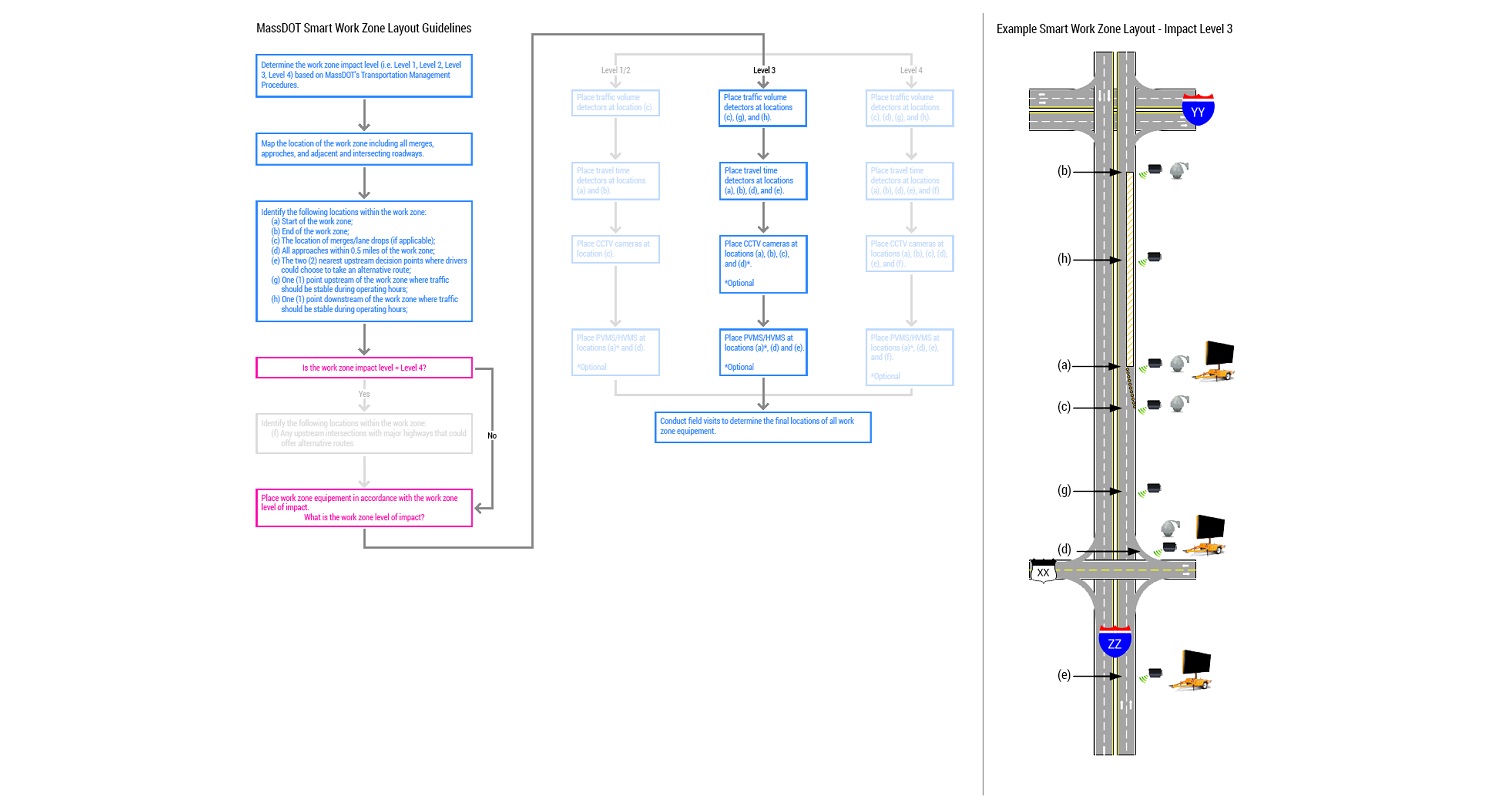 MassDOT Smart Work Zone Layout Guidelines
Determine the work zone impact level (i.e. Level 1, Level 2, Level
3, Level 4) based on MassDOT's Transportation Management
Procedures.
Map the location of the work zone including all merges,
approches, and adjacent and intersecting roadways.
Identify the following locations within the work zone:
(a) Start of the work zone;
(b) End of the work zone;
(c) The location of merges/lane drops (if applicable);
(d) All approaches within 0.5 miles of the work zone;
(e) The two (2) nearest upstream decision points where drivers
could choose to take an alternative route;
(g) One (1) point upstream of the work zone where traffic
should be stable during operating hours;
(h) One (1) point downstream of the work zone where traffic
should be stable during operating hours;
Is the work zone impact level = Level 4?
Yes
No
Identify the following locations within the work zone:
(f) Any upstream intersections with major highways that could
offer alternative routes
Place work zone equipement in accordance with the work zone
level of impact.
What is the work zone level of impact?
Level 1/2
Place traffic volume
detectors at location (c).
Place travel time
detectors at locations
(a) and (b).
Place CCTV cameras at
location (c).
Place PVMS/HVMS at
locations (a)* and (d).
*Optional
Level 3
Place traffic volume
detectors at locations
(c), (g), and (h).
Place travel time
detectors at locations
(a), (b), (d), and (e).
Place CCTV cameras at
locations (a), (b), (c),
and (d)*.
*Optional
Place PVMS/HVMS at
locations (a)*, (d) and (e).
*Optional
Level 4
Place traffic volume
detectors at locations
(c), (d), (g), and (h).
Place travel time
detectors at locations
(a), (b), (d), (e), and (f)
Place CCTV cameras at
locations (a), (b), (c), (d),
(e). and (f).
Place PVMS/HVMS at
locations (a)*, (d), (e),
and (f).
*Optional
Conduct field visits to determine the final locations of all work
zone equipement.
Example Smart Work Zone Layout - Impact Level 3
YY
(b)
(h)
(a)
(c)
(g)
(d)
XX
ZZ
(e)